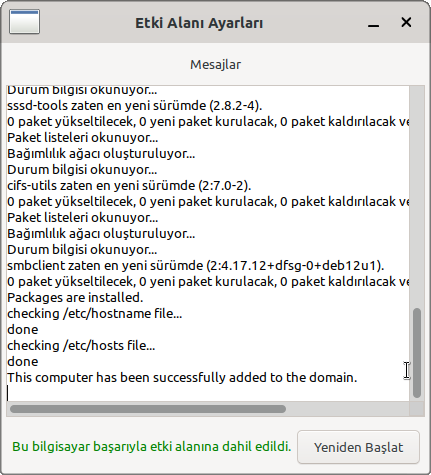 Etki Alanı Ayarları
Mesajlar
Durum bilgisi okunuyor...
sssd-tools zaten en yeni sürümde (2.8.2-4).
0 paket yükseltilecek, 0 yeni paket kurulacak, 0 paket kaldırılacak ve
Paket listeleri okunuyor...
Bağımlılık ağacı oluşturuluyor...
Durum bilgisi okunuyor...
cifs-utils zaten en yeni sürümde (2:7.0-2).
0 paket yükseltilecek, 0 yeni paket kurulacak, 0 paket kaldırılacak ve
Paket listeleri okunuyor...
Bağımlılık ağacı oluşturuluyor...
Durum bilgisi okunuyor...
smbclient zaten en yeni sürümde (2:4.17.12+dfsg-0+deb12u1).
0 paket yükseltilecek, 0 yeni paket kurulacak, 0 paket kaldırılacak ve
Packages are installed.
checking /etc/hostname file...
done
checking /etc/hosts file...
done
This computer has been successfully added to the domain.
Bu bilgisayar başarıyla etki alanına dahil edildi.
Yeniden Başlat